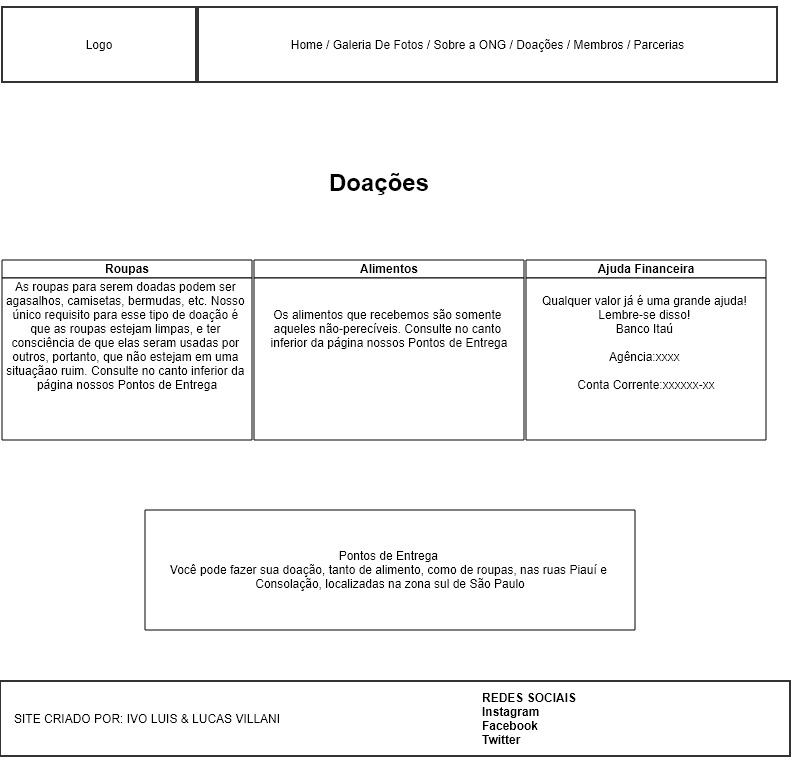 Logo
Home / Galeria De Fotos / Sobre a ONG / Doações / Membros / Parcerias
Doações
Roupas
As roupas para serem doadas podem ser
agasalhos, camisetas, bermudas, etc. Nosso
único requisito para esse tipo de doação é
que as roupas estejam limpas, e ter
consciência de que elas seram usadas por
outros, portanto, que não estejam em uma
situaçãao ruim. Consulte no canto inferior da
página nossos Pontos de Entrega
Alimentos
Os alimentos que recebemos são somente
aqueles não-perecíveis. Consulte no canto
inferior da página nossos Pontos de Entrega
Ajuda Financeira
Qualquer valor já é uma grande ajuda!
Lembre-se disso!
Banco Itaú
Agência:xxxx
Conta Corrente:xxxxxx-xx
Pontos de Entrega
Você pode fazer sua doação, tanto de alimento, como de roupas, nas ruas Piauí e
Consolação, localizadas na zona sul de São Paulo
SITE CRIADO POR: IVO LUIS & LUCAS VILLANI
REDES SOCIAIS
Instagram
Facebook
Twitter